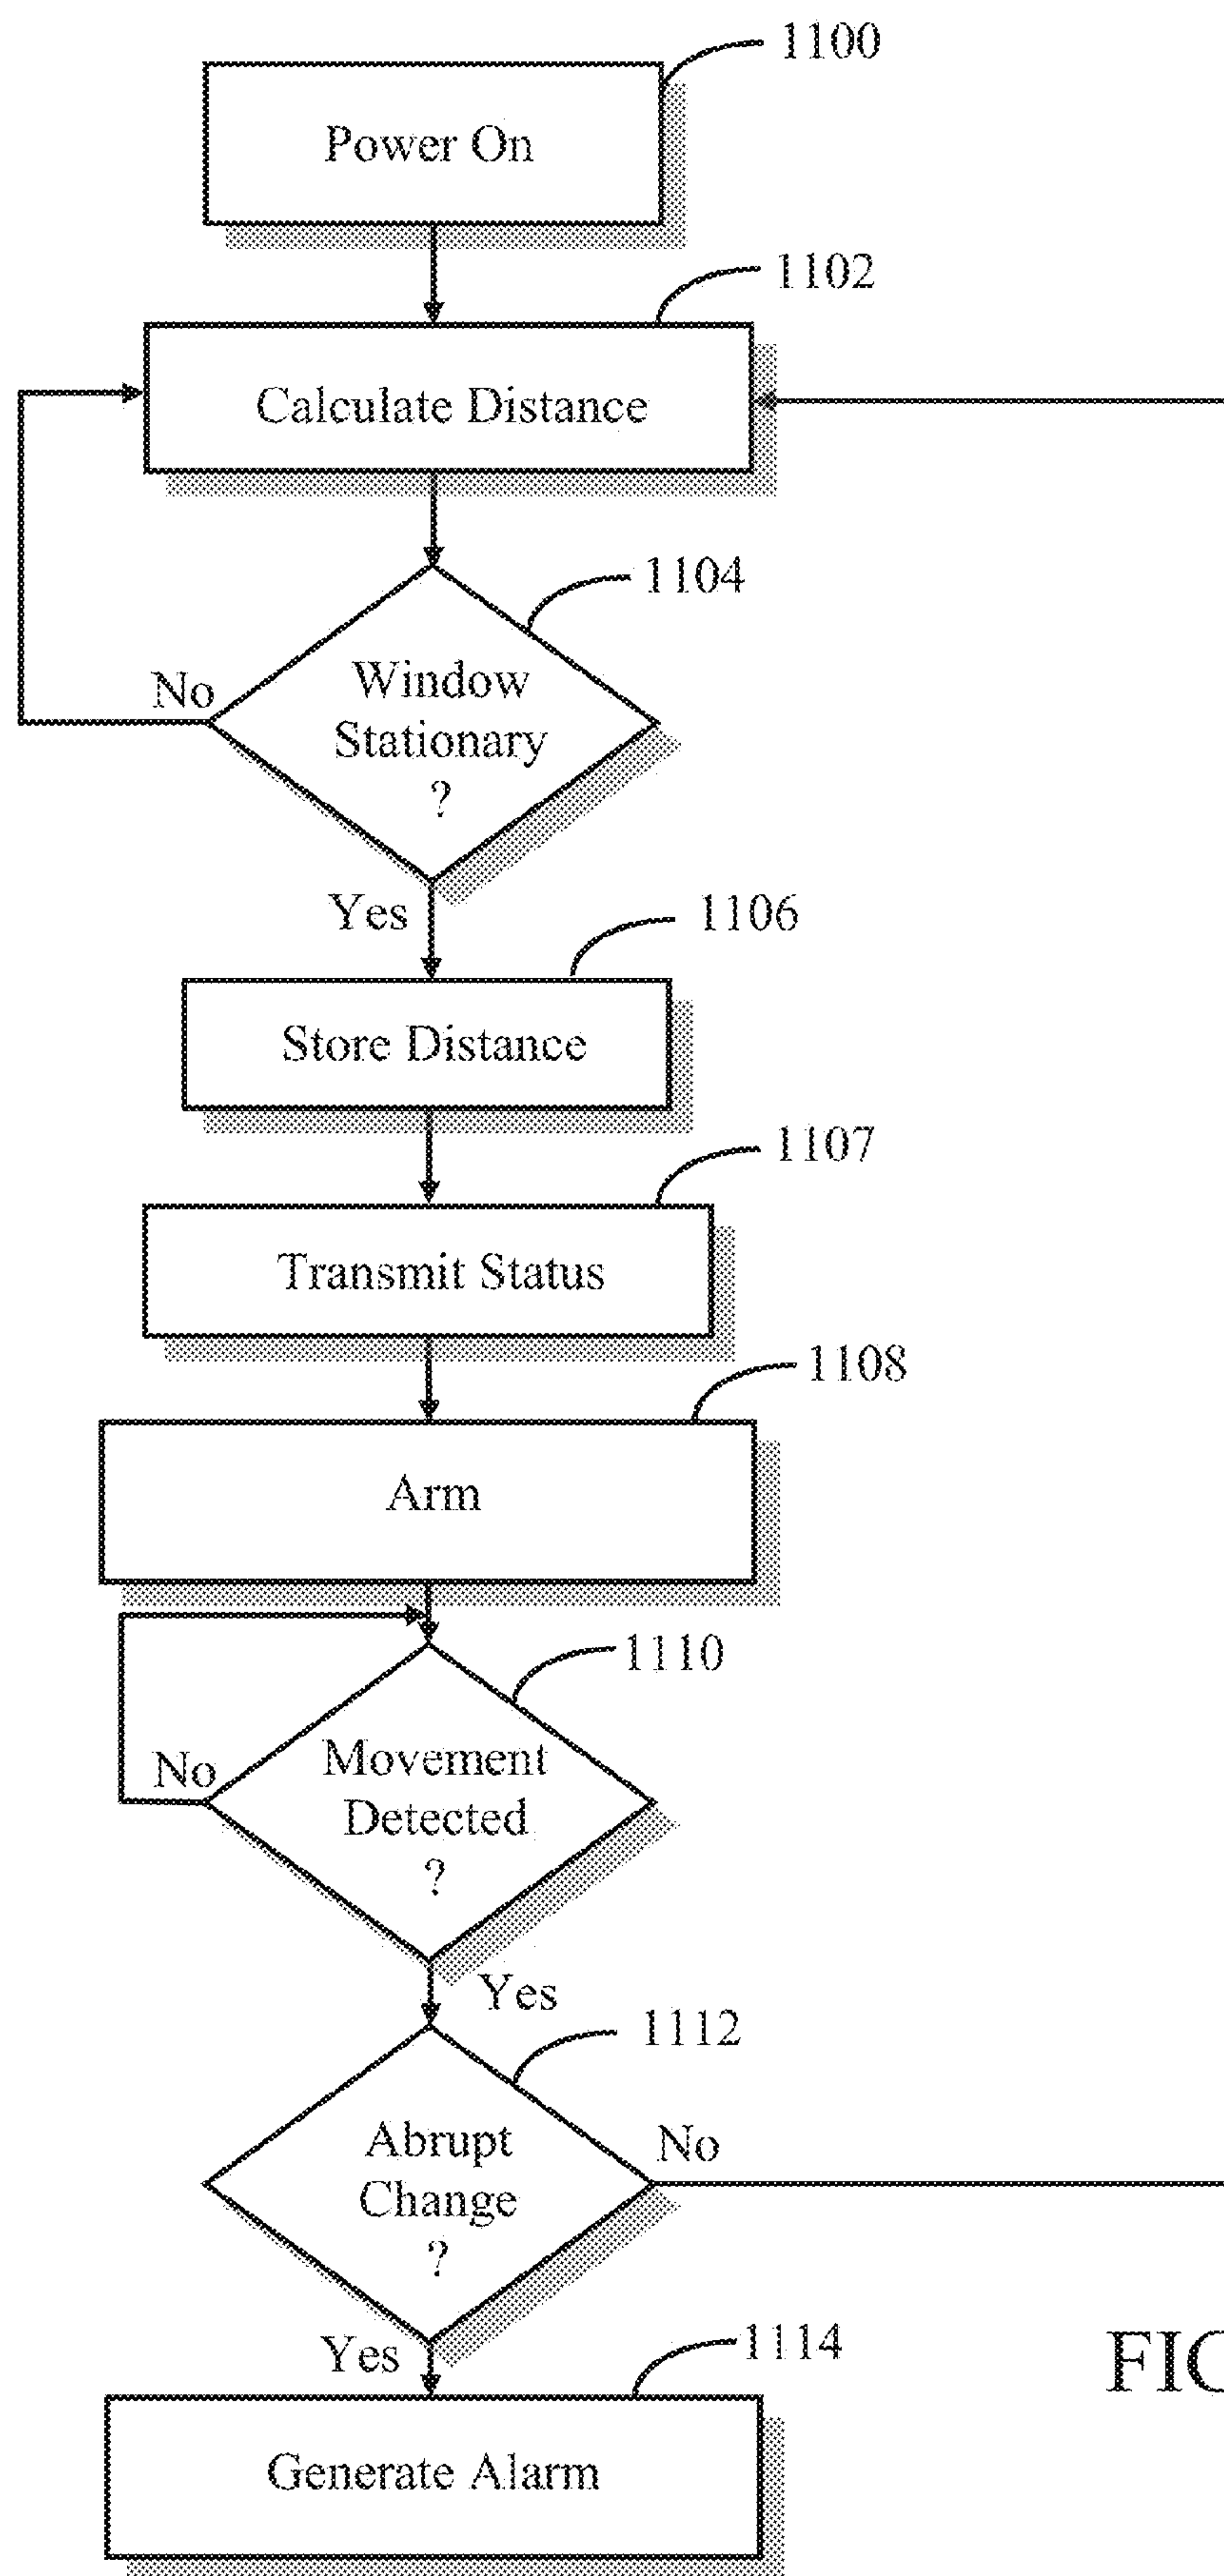 1100
Power On
1102
Calculate Distance
1104
Window
Stationary
?
No
Yes
1106
Store Distance
1107
Transmit Status
1108
Arm
1110
Movement
Detected
?
No
Yes
1112
Abrupt
Change
?
No
Yes
1114
Generate Alarm